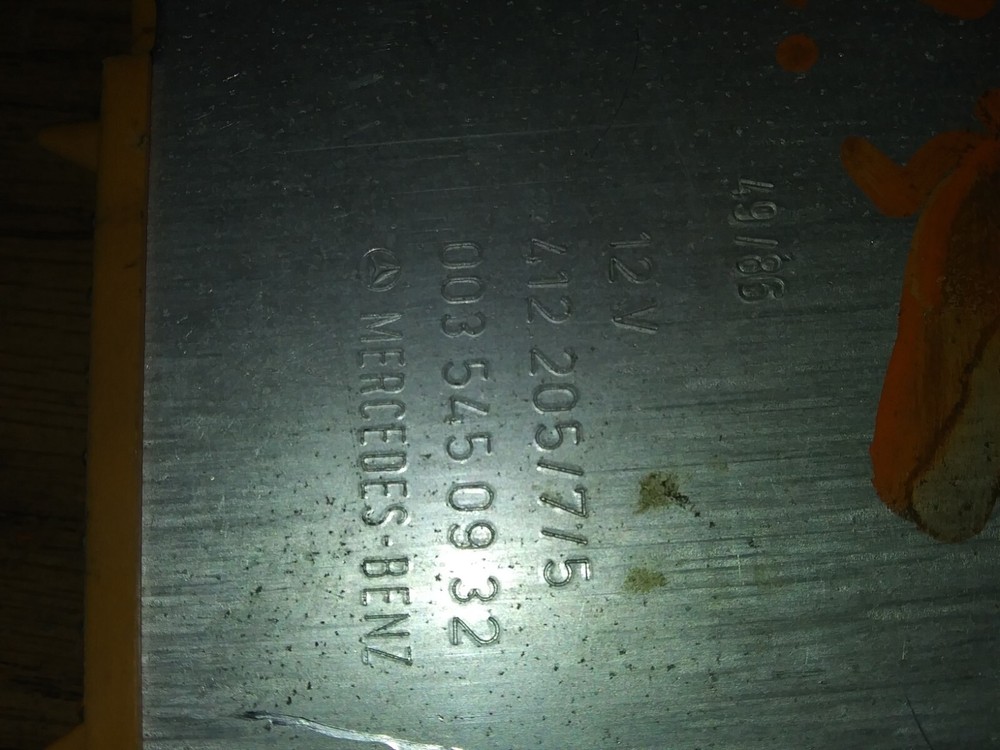 49/86
12 V
412 205/7/5
003 545 09 32
MERCEDES-BENZ